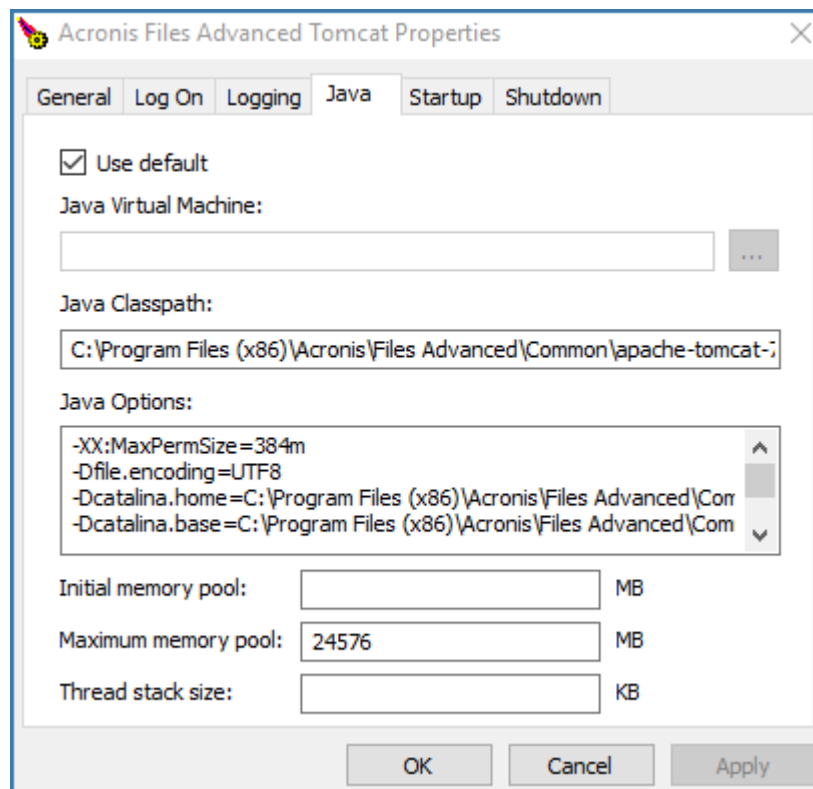 Acronis Files Advanced Tomcat Properties
General Log On Logging Java Startup Shutdown
Use default
Java Virtual Machine:
...
Java Classpath:
C:\Program Files (x86)\Acronis\Files Advanced\Common\apache-tomcat-7
Java Options:
-XX:MaxPermSize=384m
-Dfile.encoding=UTF8
-Dcatalina.home=C:\Program Files (x86)\Acronis\Files Advanced\Com
-Dcatalina.base=C:\Program Files (x86)\Acronis\Files Advanced\Com
Initial memory pool: MB
Maximum memory pool: 24576 MB
Thread stack size: KB
OK Cancel Apply